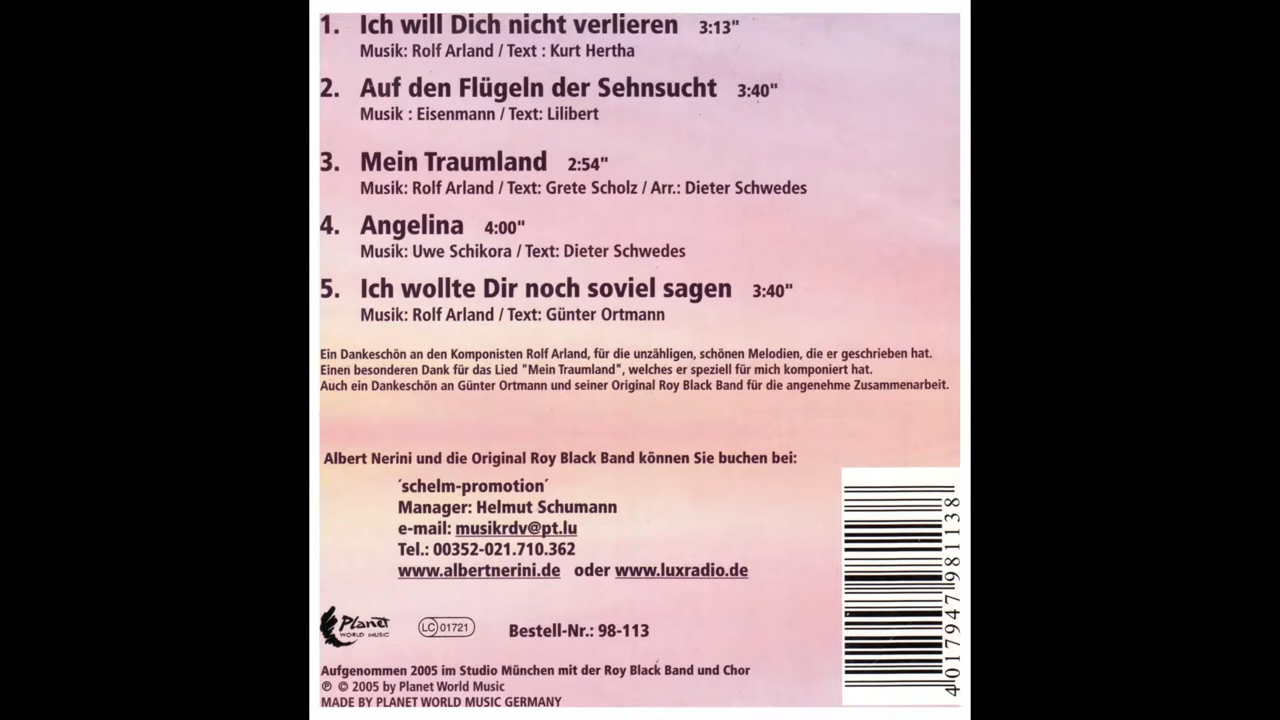 1. Ich will Dich nicht verlieren 3:13"
Musik: Rolf Arland / Text : Kurt Hertha
2. Auf den Flügeln der Sehnsucht 3:40"
Musik : Eisenmann / Text: Lilibert
3. Mein Traumland 2:54"
Musik: Rolf Arland / Text: Grete Scholz / Arr.: Dieter Schwedes
4. Angelina 4:00"
Musik: Uwe Schikora / Text: Dieter Schwedes
5. Ich wollte Dir noch soviel sagen 3:40"
Musik: Rolf Arland / Text: Günter Ortmann
Ein Dankeschön an den Komponisten Rolf Arland, für die unzähligen, schönen Melodien, die er geschrieben hat.
Einen besonderen Dank für das Lied "Mein Traumland", welches er speziell für mich komponiert hat.
Auch ein Dankeschön an Günter Ortmann und seiner Original Roy Black Band für die angenehme Zusammenarbeit.
Albert Nerini und die Original Roy Black Band können Sie buchen bei:
´schelm-promotion´
Manager: Helmut Schumann
e-mail: musikrdv@pt.lu
Tel.: 00352-021.710.362
www.albertnerini.de oder www.luxradio.de
Planet
WORLD MUSIC
LC 01721
Bestell-Nr.: 98-113
Aufgenommen 2005 im Studio München mit der Roy Black Band und Chor
℗ © 2005 by Planet World Music
MADE BY PLANET WORLD MUSIC GERMANY
4017947981138